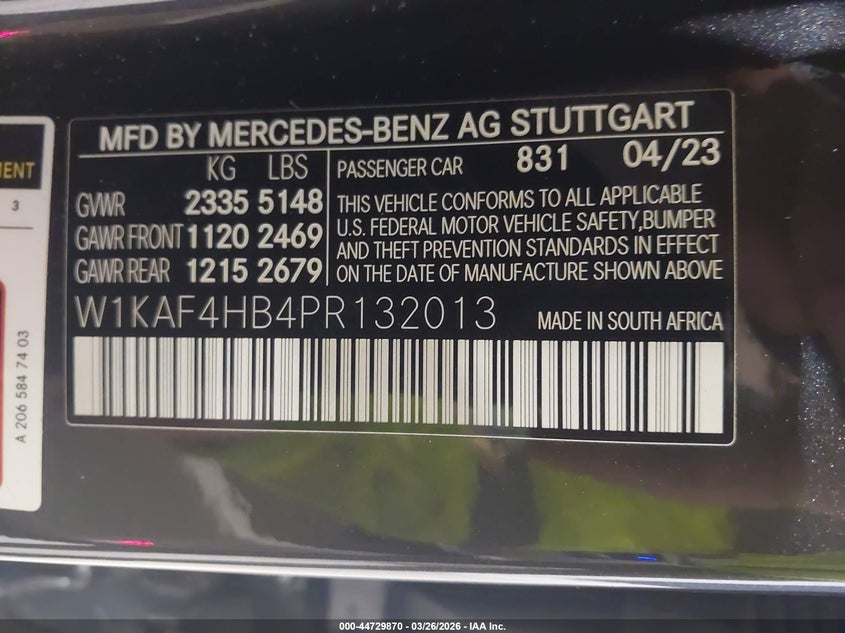 MFD BY MERCEDES-BENZ AG STUTTGART
KG LBS
GVWR 2335 5148
GAWR FRONT 1120 2469
GAWR REAR 1215 2679
PASSENGER CAR 831 04/23
THIS VEHICLE CONFORMS TO ALL APPLICABLE
U.S. FEDERAL MOTOR VEHICLE SAFETY,BUMPER
AND THEFT PREVENTION STANDARDS IN EFFECT
ON THE DATE OF MANUFACTURE SHOWN ABOVE
W1KAF4HB4PR132013 MADE IN SOUTH AFRICA
3
A 206 584 74 03
000-44729870 - 03/26/2026 - IAA Inc.